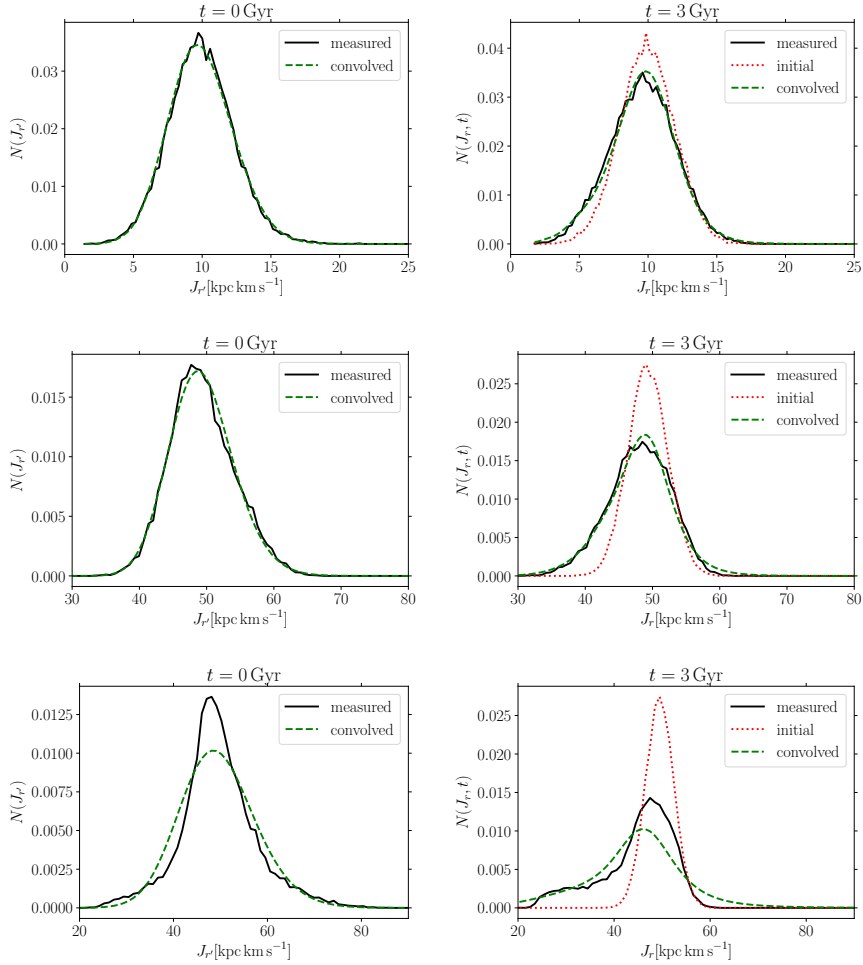 t = 0 Gyr
0.03
0.02
0.01
0.00
N(J_{r'})
measured
convolved
0 5 10 15 20 25
J_{r'}[kpc km s^{-1}]
t = 3 Gyr
0.04
0.03
0.02
0.01
0.00
N(J_r, t)
measured
initial
convolved
0 5 10 15 20 25
J_r[kpc km s^{-1}]
t = 0 Gyr
0.015
0.010
0.005
0.000
N(J_{r'})
measured
convolved
30 40 50 60 70 80
J_{r'}[kpc km s^{-1}]
t = 3 Gyr
0.025
0.020
0.015
0.010
0.005
0.000
N(J_r, t)
measured
initial
convolved
30 40 50 60 70 80
J_r[kpc km s^{-1}]
t = 0 Gyr
0.0125
0.0100
0.0075
0.0050
0.0025
0.0000
N(J_{r'})
measured
convolved
20 40 60 80
J_{r'}[kpc km s^{-1}]
t = 3 Gyr
0.025
0.020
0.015
0.010
0.005
0.000
N(J_r, t)
measured
initial
convolved
20 40 60 80
J_r[kpc km s^{-1}]